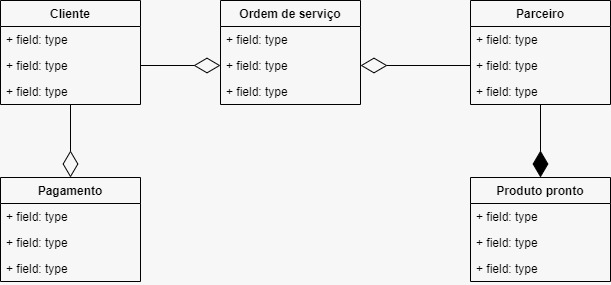 Cliente
+ field: type
+ field: type
+ field: type
Ordem de serviço
+ field: type
+ field: type
+ field: type
Parceiro
+ field: type
+ field: type
+ field: type
Pagamento
+ field: type
+ field: type
+ field: type
Produto pronto
+ field: type
+ field: type
+ field: type